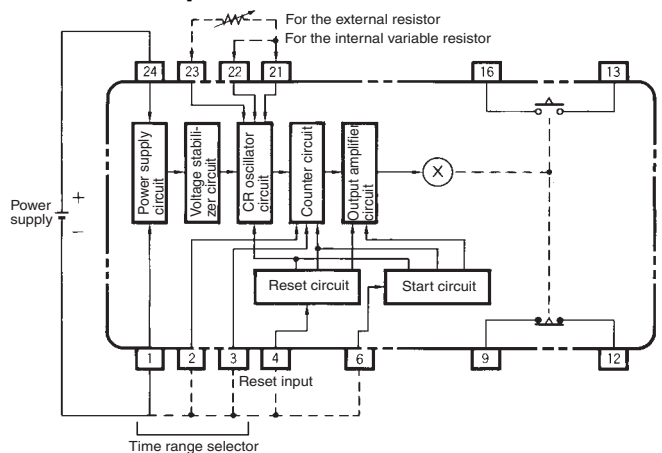 For the external resistor
For the internal variable resistor
24
23
22
21
16
13
Power supply
circuit
Voltage stabili-
zer circuit
CR oscillator
circuit
Counter circuit
Output amplifier
circuit
X
Power
supply
+
−
Reset circuit
Start circuit
1
2
3
4
6
9
12
Reset input
Time range selector